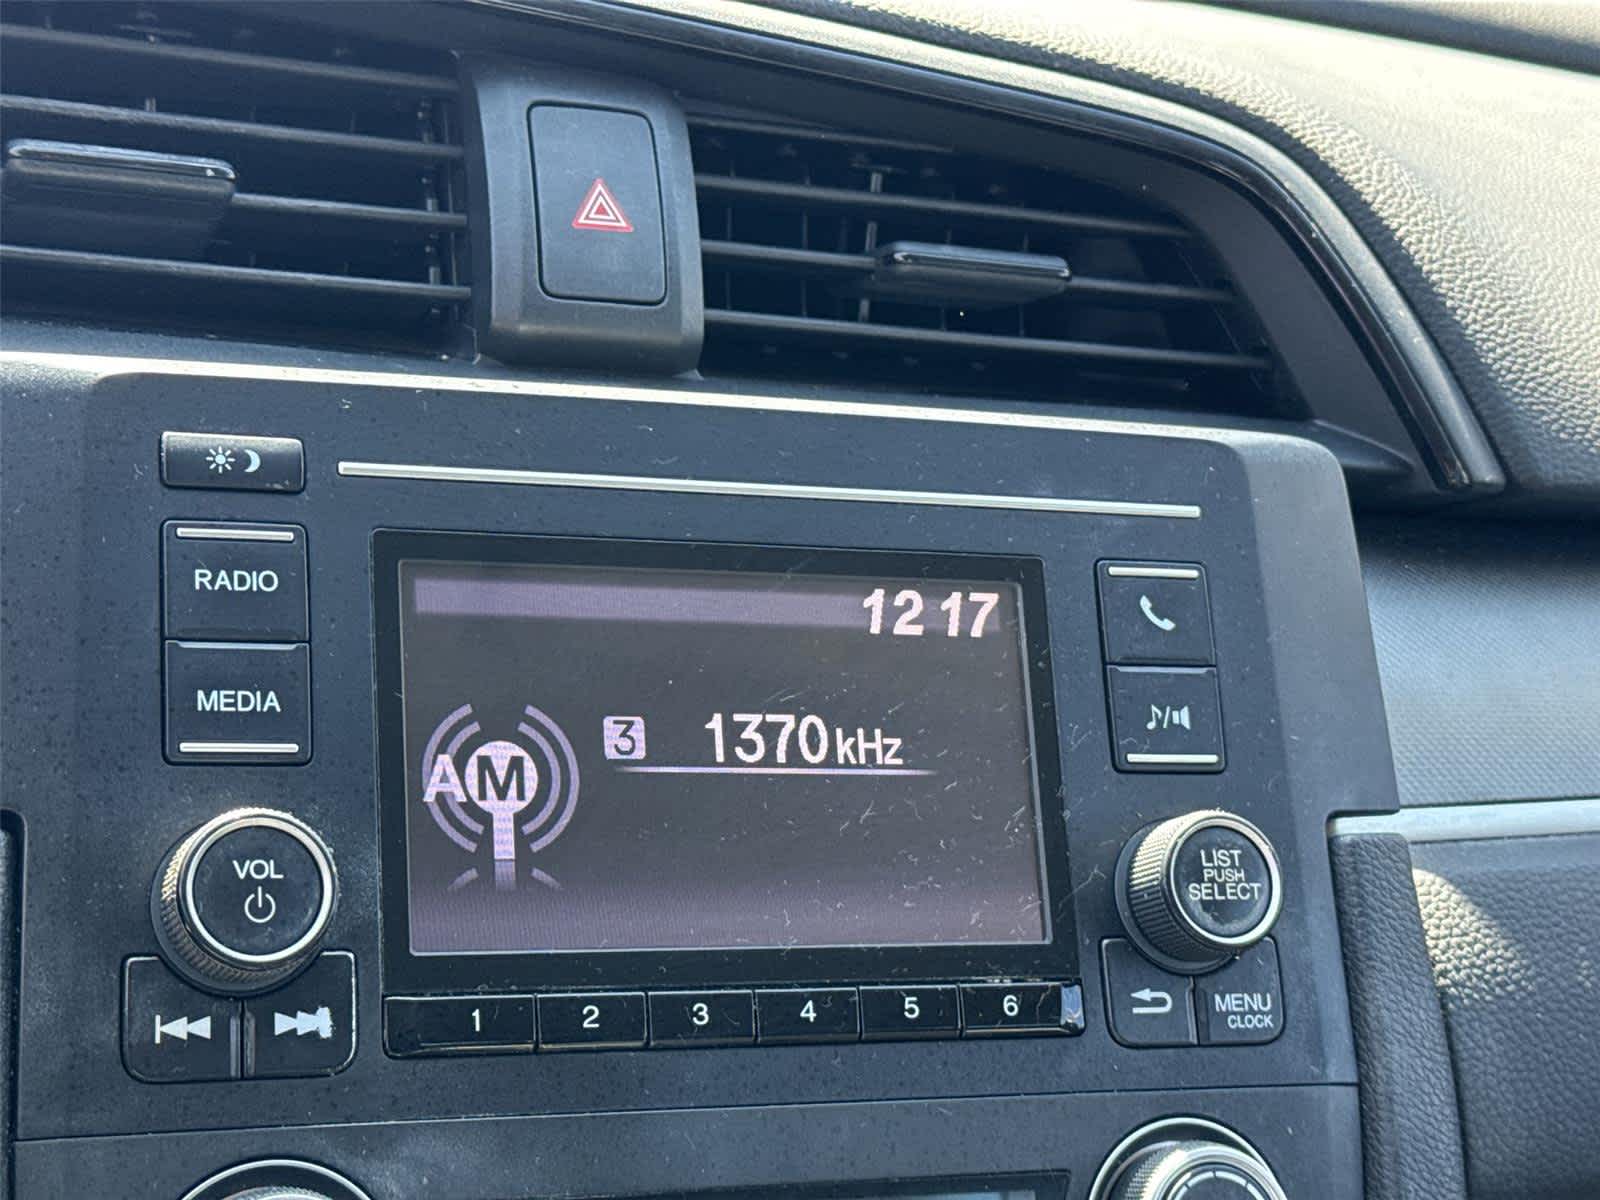 RADIO
MEDIA
VOL
12 17
AM
3 1370 kHz
LIST
PUSH
SELECT
MENU
CLOCK
1 2 3 4 5 6